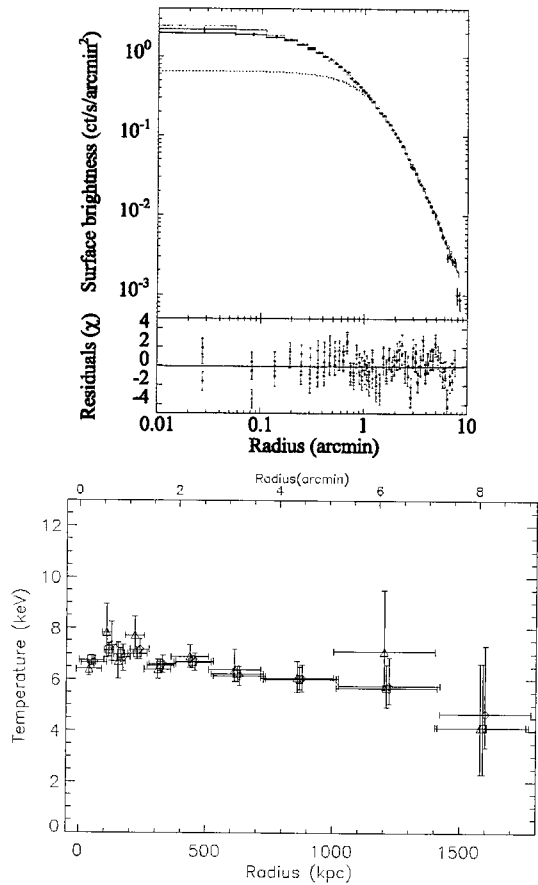 Surface brightness (ct/s/arcmin²)
10⁰
10⁻¹
10⁻²
10⁻³
Residuals (χ)
4
2
0
-2
-4
0.01 0.1 1 10
Radius (arcmin)
Radius(arcmin)
0 2 4 6 8
Temperature (keV)
12
10
8
6
4
2
0
0 500 1000 1500
Radius (kpc)